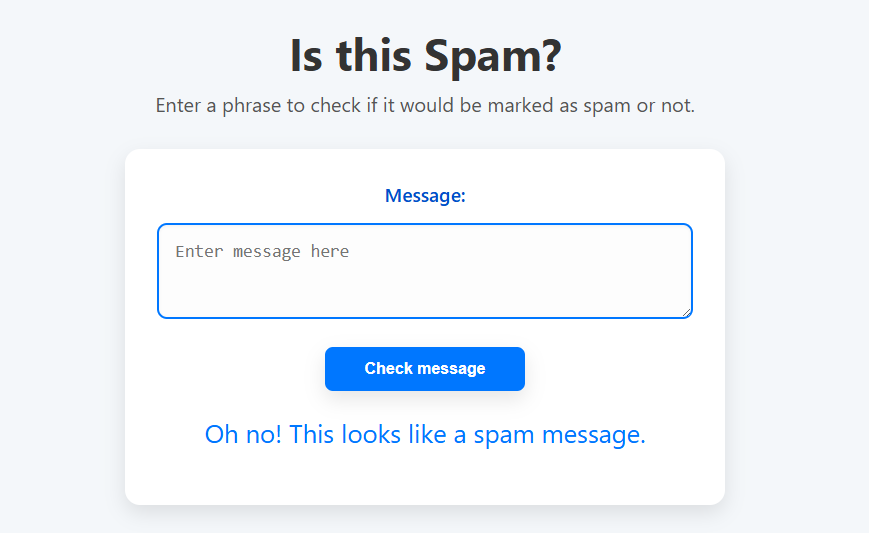 Is this Spam?
Enter a phrase to check if it would be marked as spam or not.
Message:
Enter message here
Check message
Oh no! This looks like a spam message.